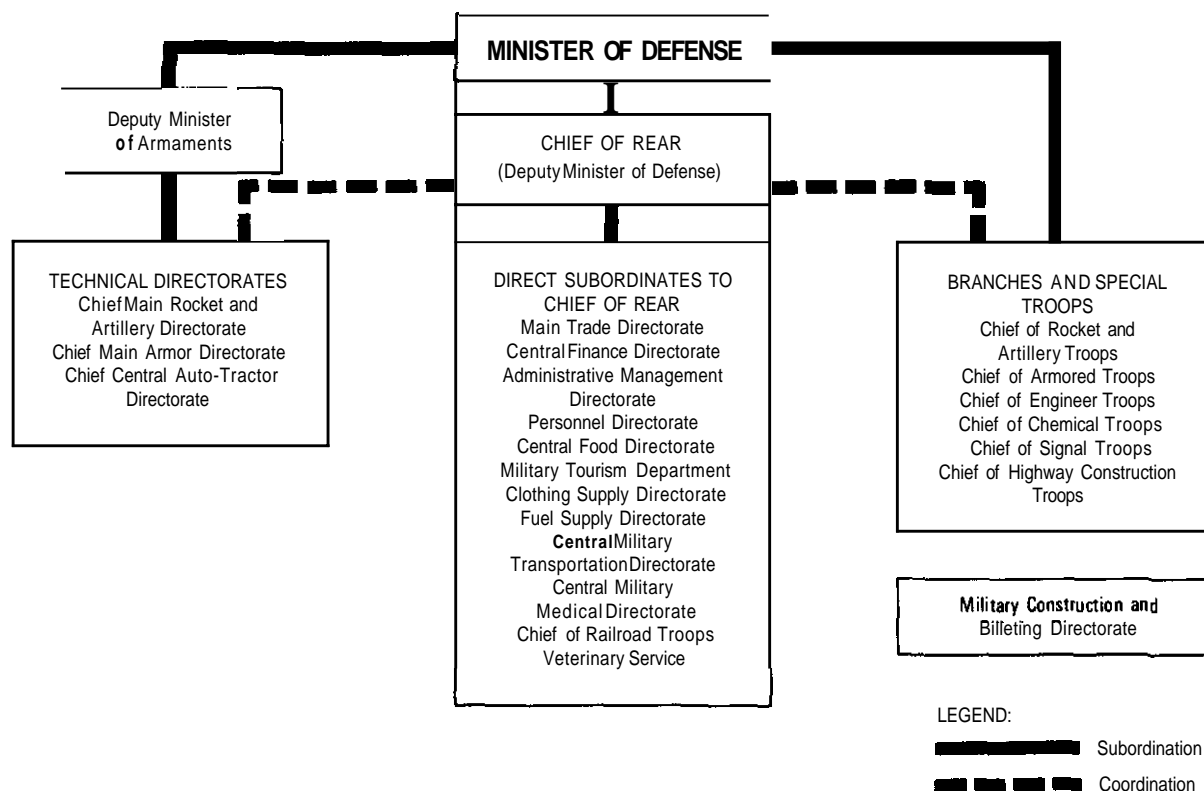 MINISTER OF DEFENSE
Deputy Minister
of Armaments
CHIEF OF REAR
(Deputy Minister of Defense)
TECHNICAL DIRECTORATES
Chief Main Rocket and
Artillery Directorate
Chief Main Armor Directorate
Chief Central Auto-Tractor
Directorate
DIRECT SUBORDINATES TO
CHIEF OF REAR
Main Trade Directorate
Central Finance Directorate
Administrative Management
Directorate
Personnel Directorate
Central Food Directorate
Military Tourism Department
Clothing Supply Directorate
Fuel Supply Directorate
Central Military
Transportation Directorate
Central Military
Medical Directorate
Chief of Railroad Troops
Veterinary Service
BRANCHES AND SPECIAL
TROOPS
Chief of Rocket and
Artillery Troops
Chief of Armored Troops
Chief of Engineer Troops
Chief of Chemical Troops
Chief of Signal Troops
Chief of Highway Construction
Troops
Military Construction and
Billeting Directorate
LEGEND:
Subordination
Coordination